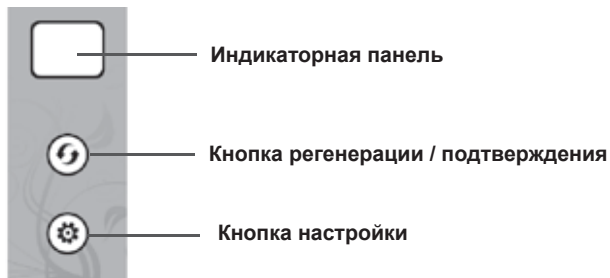 Индикаторная панель
Кнопка регенерации / подтверждения
Кнопка настройки